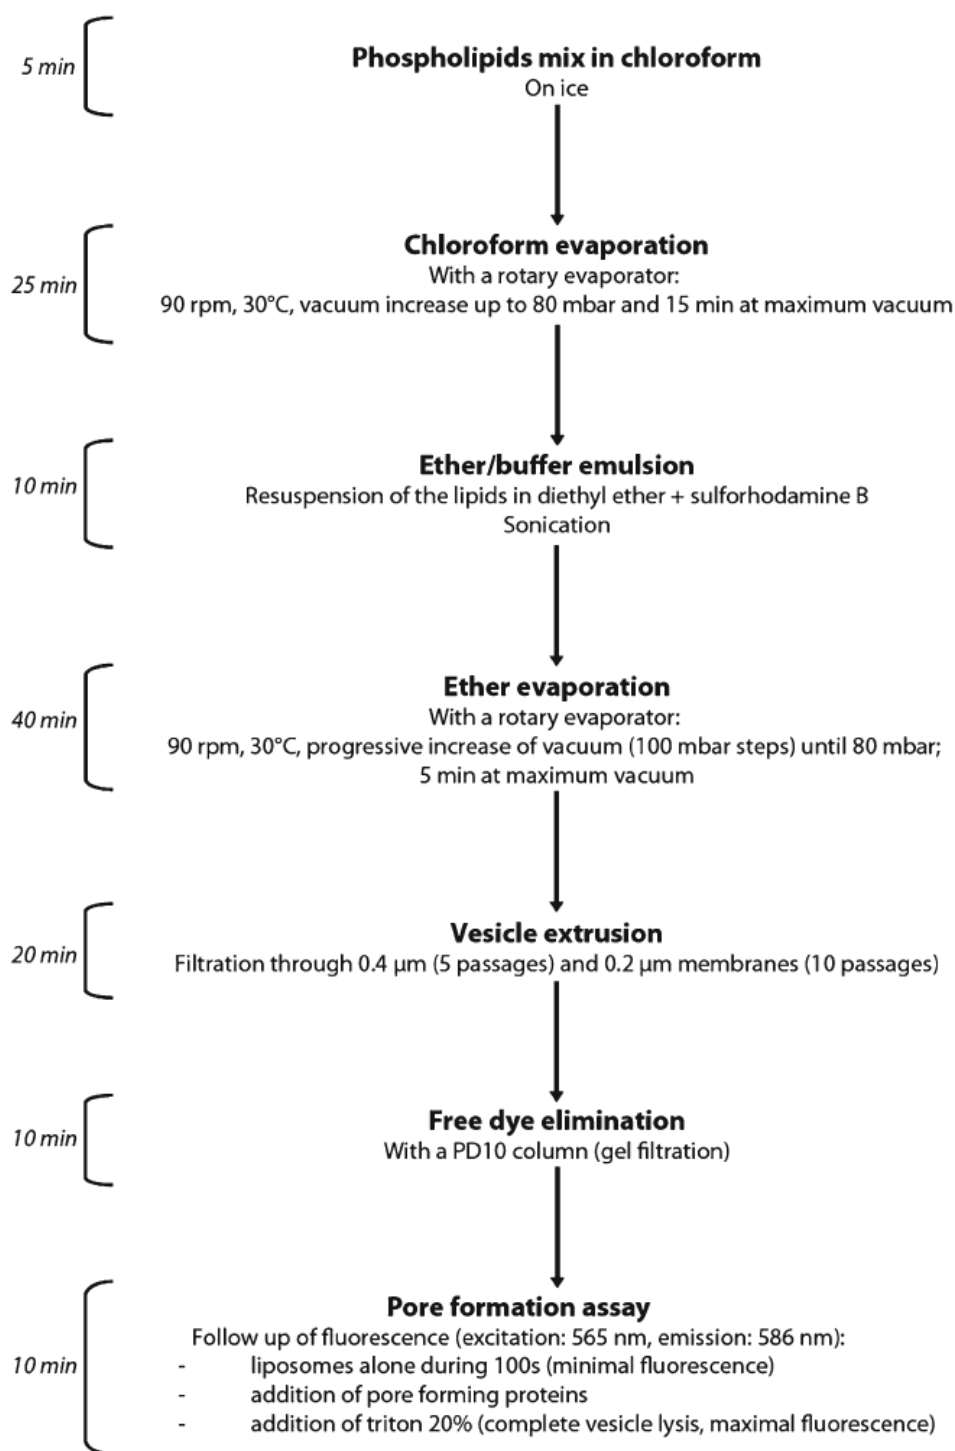 5 min
Phospholipids mix in chloroform
On ice
25 min
Chloroform evaporation
With a rotary evaporator:
90 rpm, 30°C, vacuum increase up to 80 mbar and 15 min at maximum vacuum
10 min
Ether/buffer emulsion
Resuspension of the lipids in diethyl ether + sulforhodamine B
Sonication
40 min
Ether evaporation
With a rotary evaporator:
90 rpm, 30°C, progressive increase of vacuum (100 mbar steps) until 80 mbar;
5 min at maximum vacuum
20 min
Vesicle extrusion
Filtration through 0.4 µm (5 passages) and 0.2 µm membranes (10 passages)
10 min
Free dye elimination
With a PD10 column (gel filtration)
10 min
Pore formation assay
Follow up of fluorescence (excitation: 565 nm, emission: 586 nm):
- liposomes alone during 100s (minimal fluorescence)
- addition of pore forming proteins
- addition of triton 20% (complete vesicle lysis, maximal fluorescence)